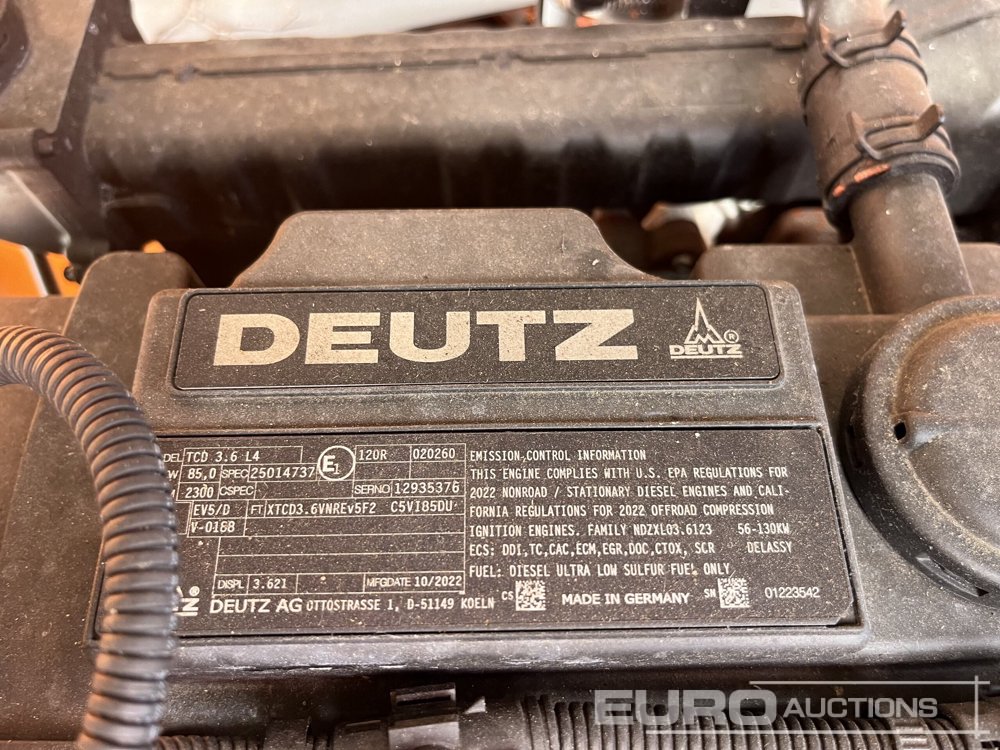 DEUTZ
DEUTZ ®
DEL TCD 3.6 L4
W 85,0 SPEC 25014737 E1 120R 020260
2300 CSPEC SERNO 12935376
EV5/D FT XTCD3.6VNREv5F2 C5VI85DU
V-0168
DISPL 3.621 MFGDATE 10/2022
EMISSION CONTROL INFORMATION
THIS ENGINE COMPLIES WITH U.S. EPA REGULATIONS FOR
2022 NONROAD / STATIONARY DIESEL ENGINES AND CALI-
FORNIA REGULATIONS FOR 2022 OFFROAD COMPRESSION
IGNITION ENGINES. FAMILY NDZXL03.6123 56-130KW
ECS: DDI,TC,CAC,ECM,EGR,DOC,CTOX, SCR DELASSY
FUEL: DIESEL ULTRA LOW SULFUR FUEL ONLY
TZ ® DEUTZ AG OTTOSTRASSE 1, D-51149 KOELN CS MADE IN GERMANY SN 01223542
EURO AUCTIONS